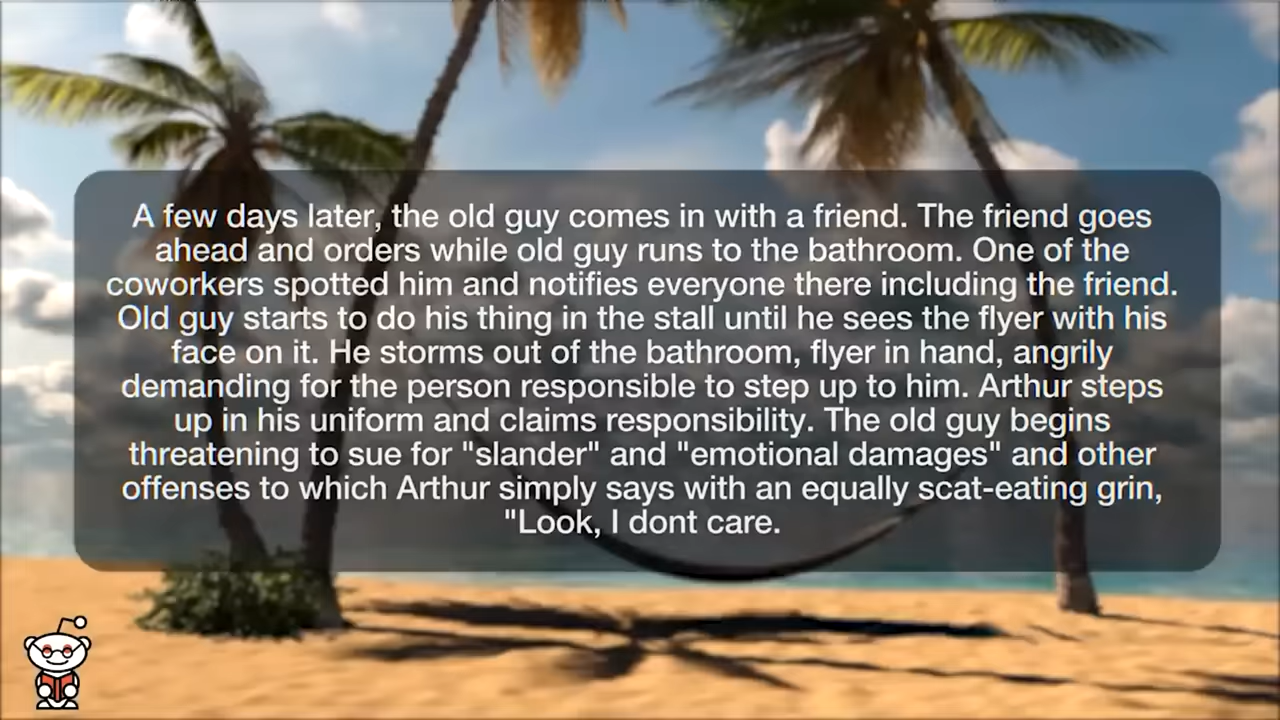 A few days later, the old guy comes in with a friend. The friend goes
ahead and orders while old guy runs to the bathroom. One of the
coworkers spotted him and notifies everyone there including the friend.
Old guy starts to do his thing in the stall until he sees the flyer with his
face on it. He storms out of the bathroom, flyer in hand, angrily
demanding for the person responsible to step up to him. Arthur steps
up in his uniform and claims responsibility. The old guy begins
threatening to sue for "slander" and "emotional damages" and other
offenses to which Arthur simply says with an equally scat-eating grin,
"Look, I dont care.